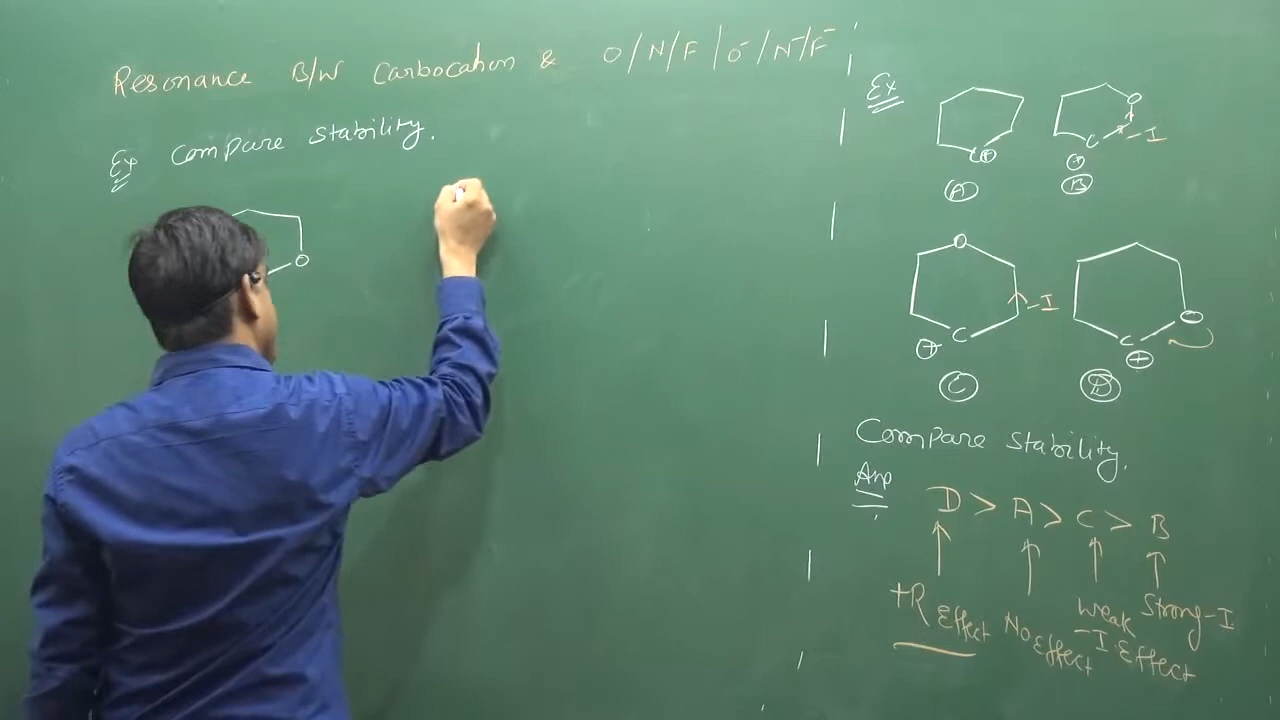 Resonance B/W Carbocation & O/N/F | O⁻/N⁻/F⁻
Ex Compare stability.
O
Ex
C⊕
O
C
-I
⊕
A
B
O
-I
C
⊕
O
C
⊕
C
D
Compare stability.
Ans
D > A > C > B
+R Effect
No Effect
weak -I Effect
Strong -I